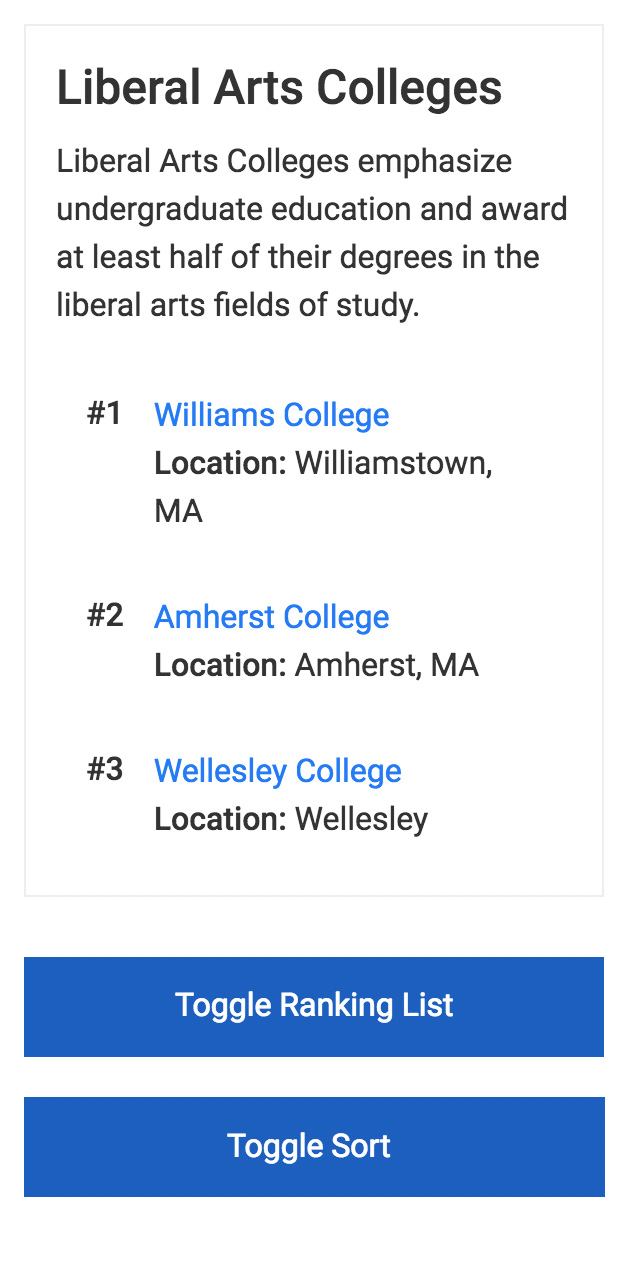 Liberal Arts Colleges
Liberal Arts Colleges emphasize
undergraduate education and award
at least half of their degrees in the
liberal arts fields of study.
#1 Williams College
Location: Williamstown,
MA
#2 Amherst College
Location: Amherst, MA
#3 Wellesley College
Location: Wellesley
Toggle Ranking List
Toggle Sort